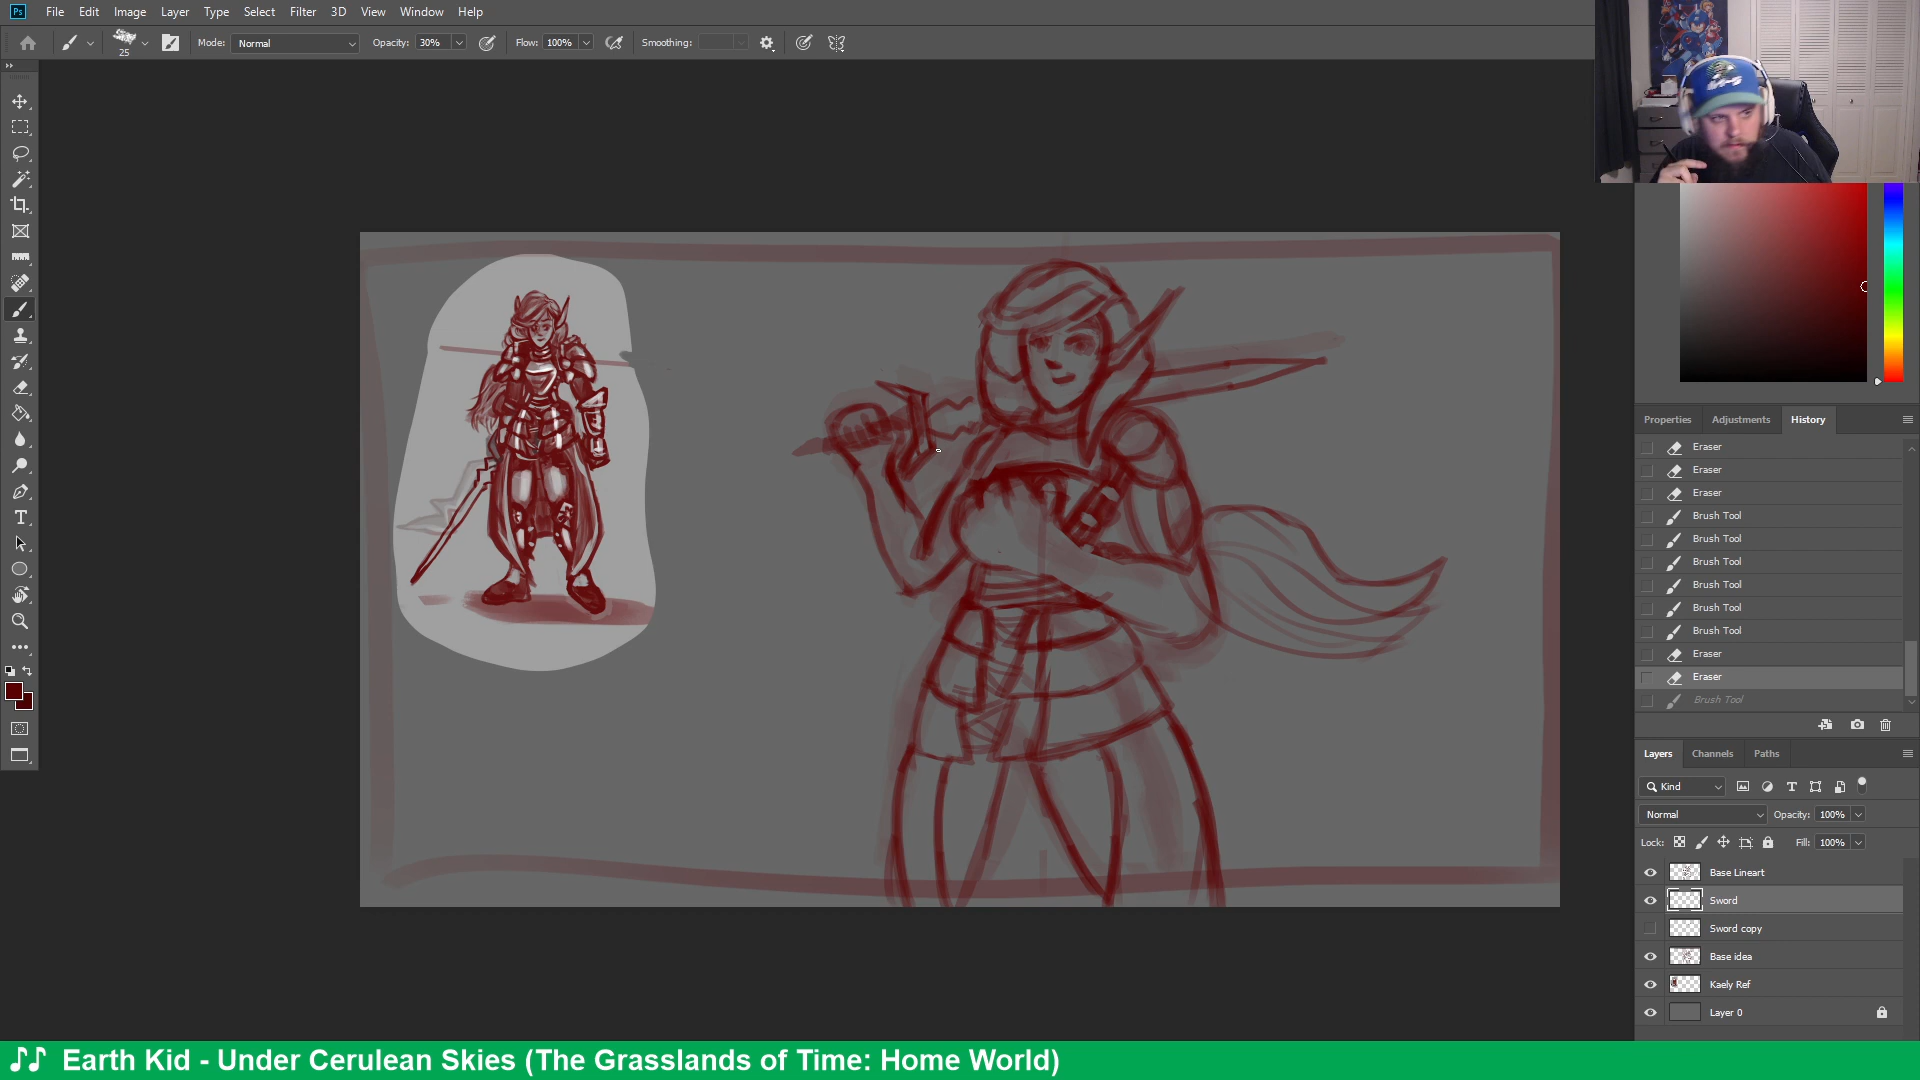 Ps File Edit Image Layer Type Select Filter 3D View Window Help
25 Mode: Normal Opacity: 30% Flow: 100% Smoothing:
Properties Adjustments History
Eraser
Eraser
Eraser
Brush Tool
Brush Tool
Brush Tool
Brush Tool
Brush Tool
Brush Tool
Eraser
Eraser
Brush Tool
Layers Channels Paths
Kind
Normal Opacity: 100%
Lock: Fill: 100%
Base Lineart
Sword
Sword copy
Base idea
Kaely Ref
Layer 0
Earth Kid - Under Cerulean Skies (The Grasslands of Time: Home World)